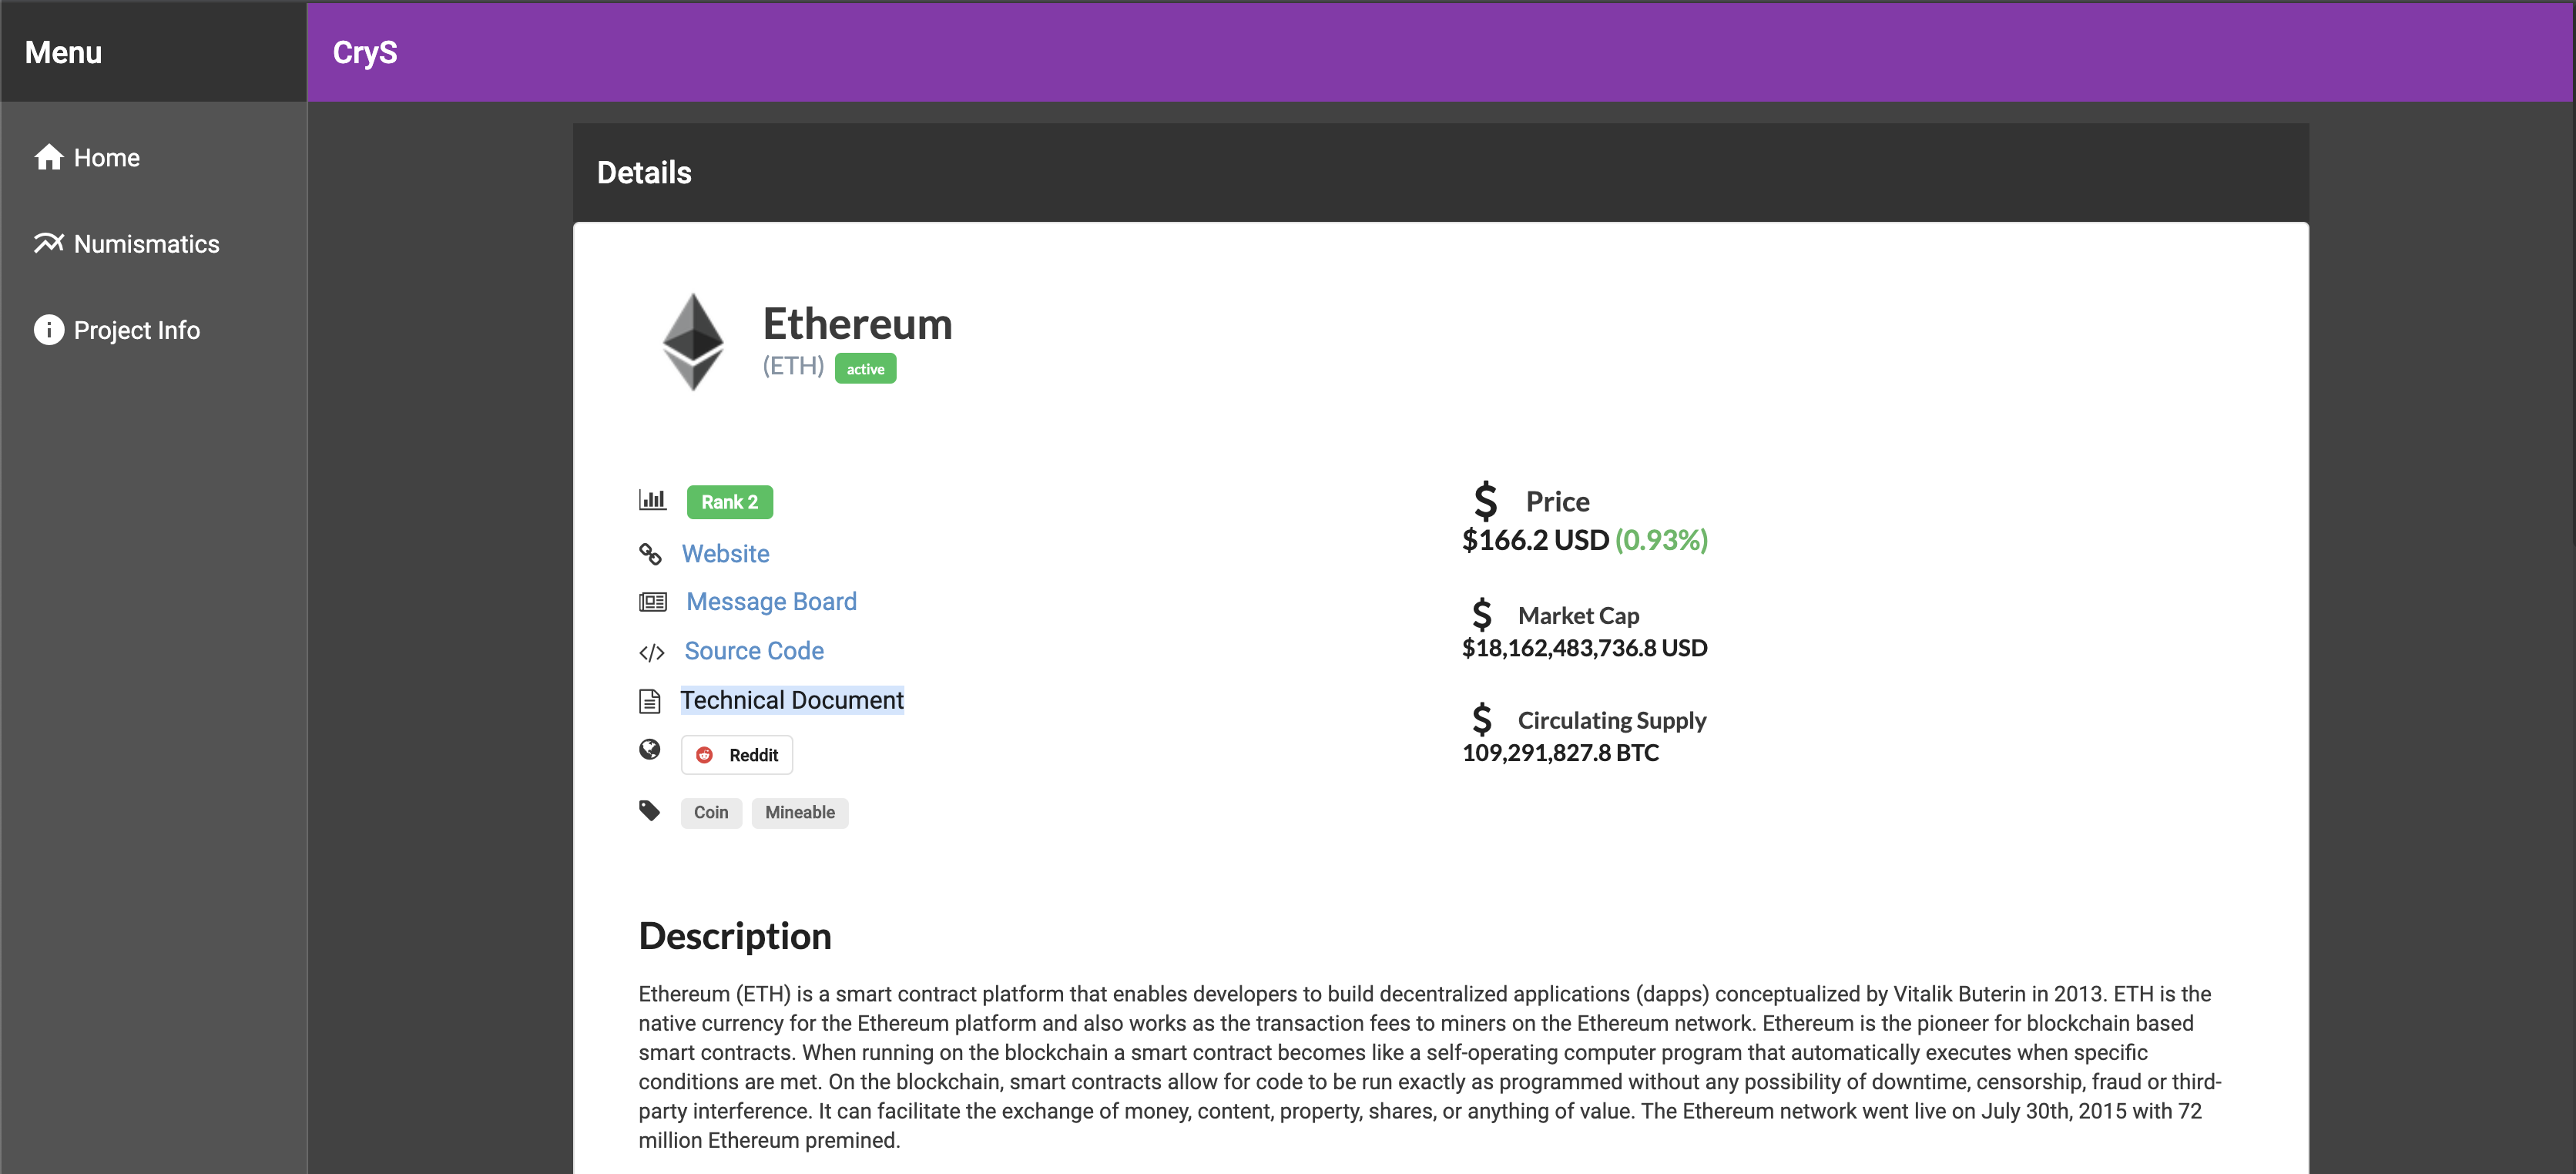 Menu
CryS
Home
Numismatics
Project Info
Details
Ethereum
(ETH) active
Rank 2
Website
Message Board
Source Code
Technical Document
Reddit
Coin Mineable
$ Price
$166.2 USD (0.93%)
$ Market Cap
$18,162,483,736.8 USD
$ Circulating Supply
109,291,827.8 BTC
Description
Ethereum (ETH) is a smart contract platform that enables developers to build decentralized applications (dapps) conceptualized by Vitalik Buterin in 2013. ETH is the
native currency for the Ethereum platform and also works as the transaction fees to miners on the Ethereum network. Ethereum is the pioneer for blockchain based
smart contracts. When running on the blockchain a smart contract becomes like a self-operating computer program that automatically executes when specific
conditions are met. On the blockchain, smart contracts allow for code to be run exactly as programmed without any possibility of downtime, censorship, fraud or third-
party interference. It can facilitate the exchange of money, content, property, shares, or anything of value. The Ethereum network went live on July 30th, 2015 with 72
million Ethereum premined.